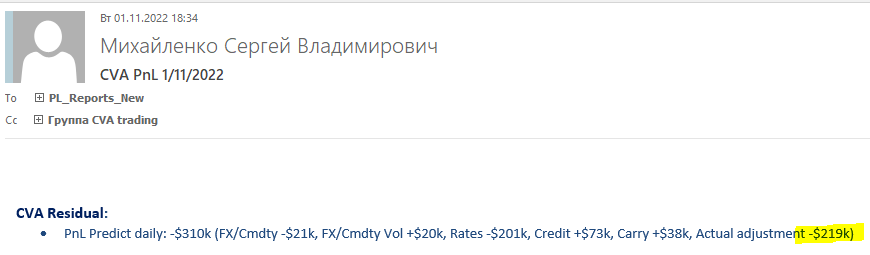 Вт 01.11.2022 18:34
Михайленко Сергей Владимирович
CVA PnL 1/11/2022
To PL_Reports_New
Cc Группа CVA trading
CVA Residual:
• PnL Predict daily: -$310k (FX/Cmdty -$21k, FX/Cmdty Vol +$20k, Rates -$201k, Credit +$73k, Carry +$38k, Actual adjustment -$219k)